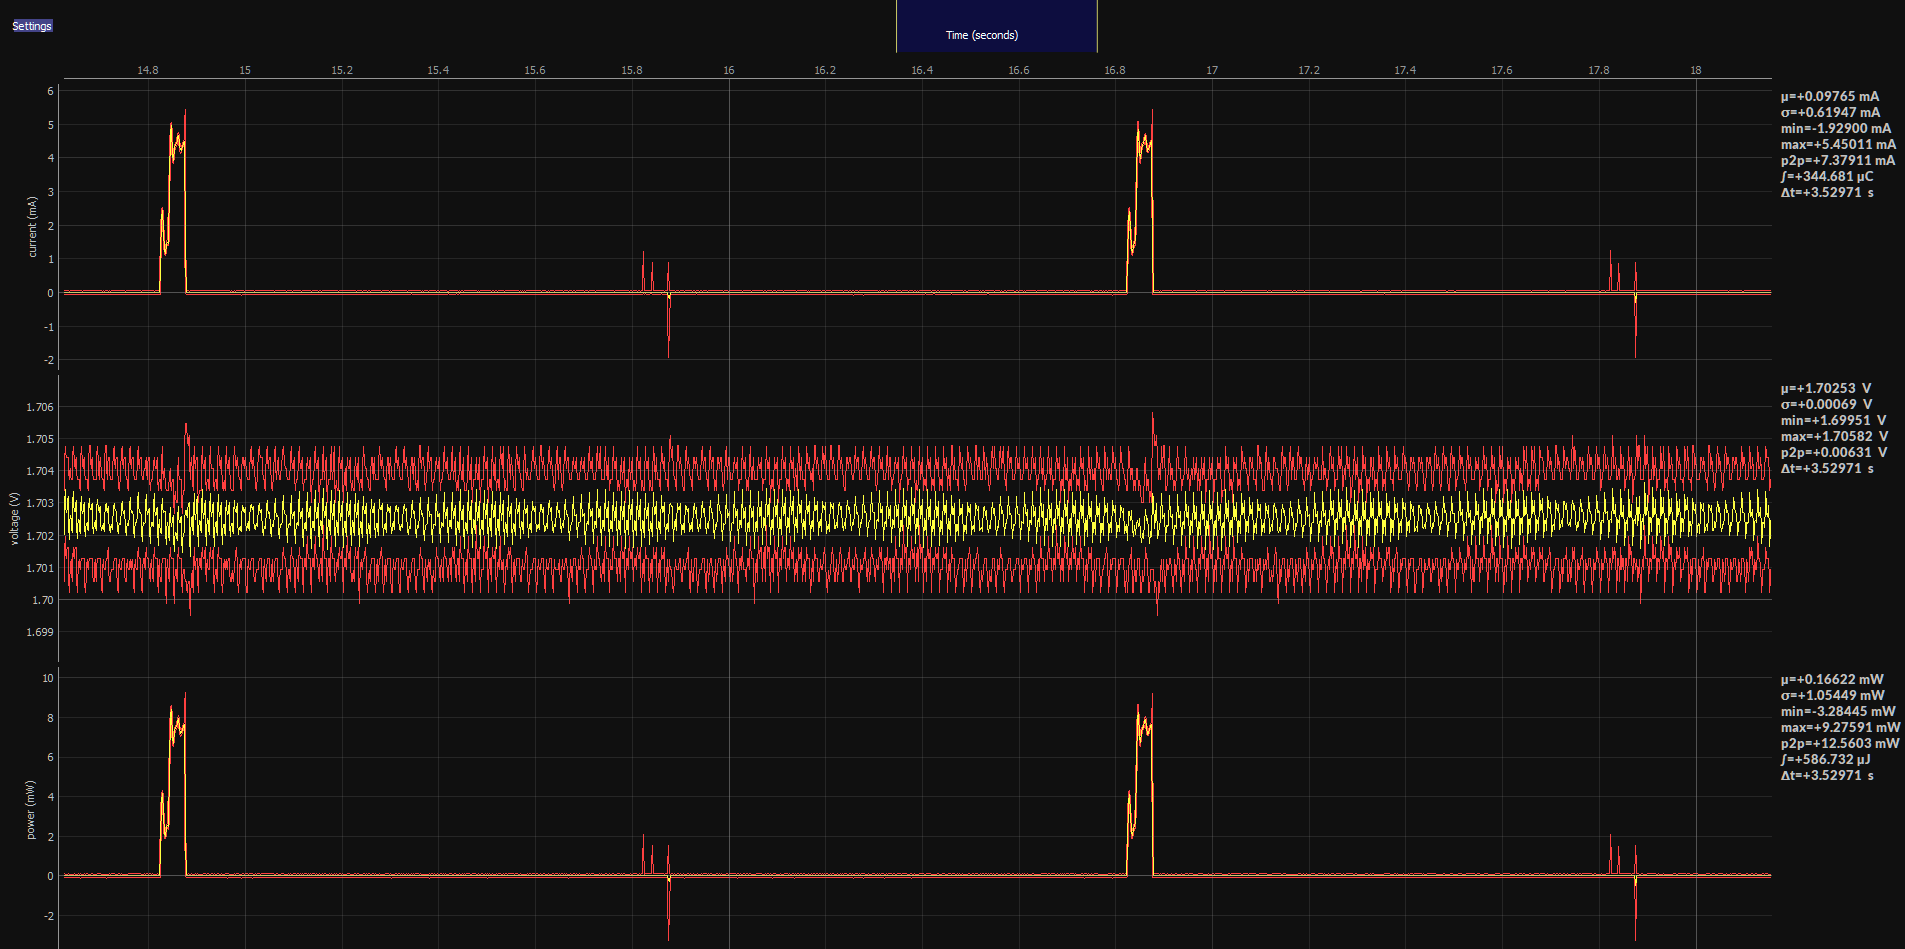 Settings
Time (seconds)
14.8 15 15.2 15.4 15.6 15.8 16 16.2 16.4 16.6 16.8 17 17.2 17.4 17.6 17.8 18
current (mA)
6
5
4
3
2
1
0
-1
-2
μ=+0.09765 mA
σ=+0.61947 mA
min=-1.92900 mA
max=+5.45011 mA
p2p=+7.37911 mA
∫=+344.681 μC
Δt=+3.52971 s
voltage (V)
1.706
1.705
1.704
1.703
1.702
1.701
1.70
1.699
μ=+1.70253 V
σ=+0.00069 V
min=+1.69951 V
max=+1.70582 V
p2p=+0.00631 V
Δt=+3.52971 s
power (mW)
10
8
6
4
2
0
-2
μ=+0.16622 mW
σ=+1.05449 mW
min=-3.28445 mW
max=+9.27591 mW
p2p=+12.5603 mW
∫=+586.732 μJ
Δt=+3.52971 s